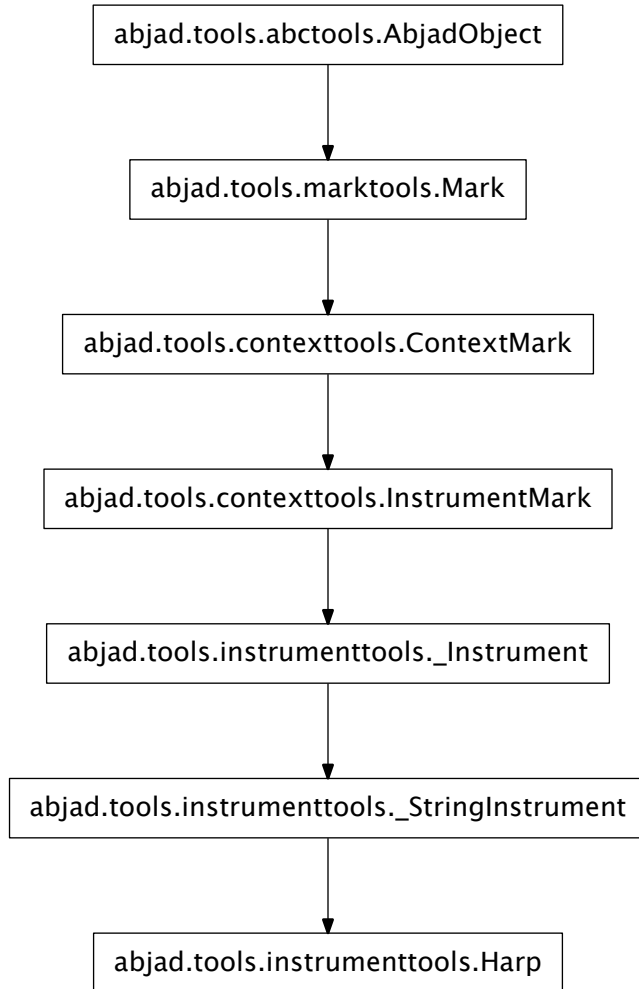 abjad.tools.abctools.AbjadObject
abjad.tools.marktools.Mark
abjad.tools.contexttools.ContextMark
abjad.tools.contexttools.InstrumentMark
abjad.tools.instrumenttools._Instrument
abjad.tools.instrumenttools._StringInstrument
abjad.tools.instrumenttools.Harp